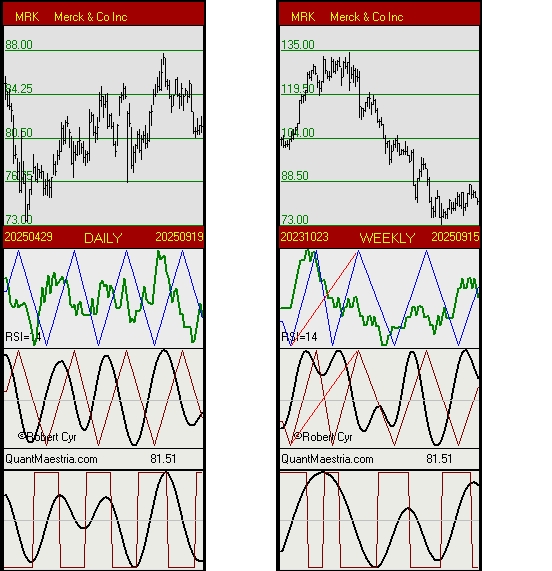 MRK Merck & Co Inc
88.00
84.25
80.50
76.75
73.00
20250429 DAILY 20250919
RSI=14
©Robert Cyr
QuantMaestria.com 81.51
MRK Merck & Co Inc
135.00
119.50
104.00
88.50
73.00
20231023 WEEKLY 20250915
RSI=14
©Robert Cyr
QuantMaestria.com 81.51